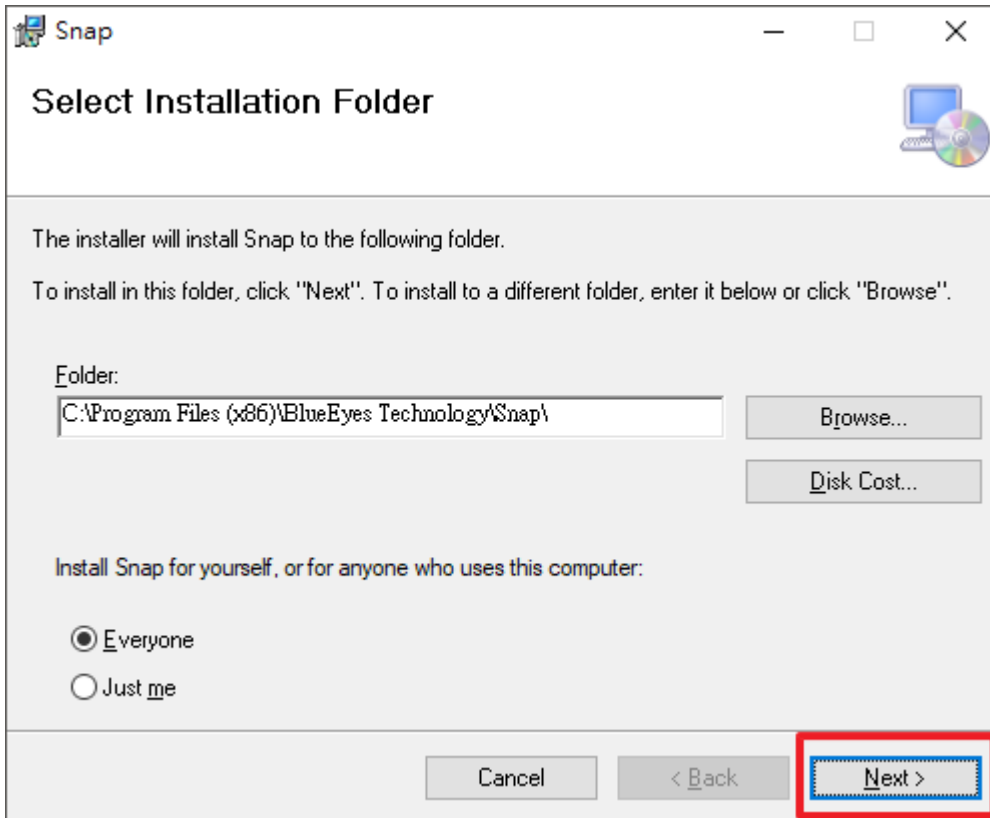 Snap
Select Installation Folder
The installer will install Snap to the following folder.
To install in this folder, click "Next". To install to a different folder, enter it below or click "Browse".
Folder:
C:\Program Files (x86)\BlueEyes Technology\Snap\
Browse...
Disk Cost...
Install Snap for yourself, or for anyone who uses this computer:
Everyone
Just me
Cancel
< Back
Next >